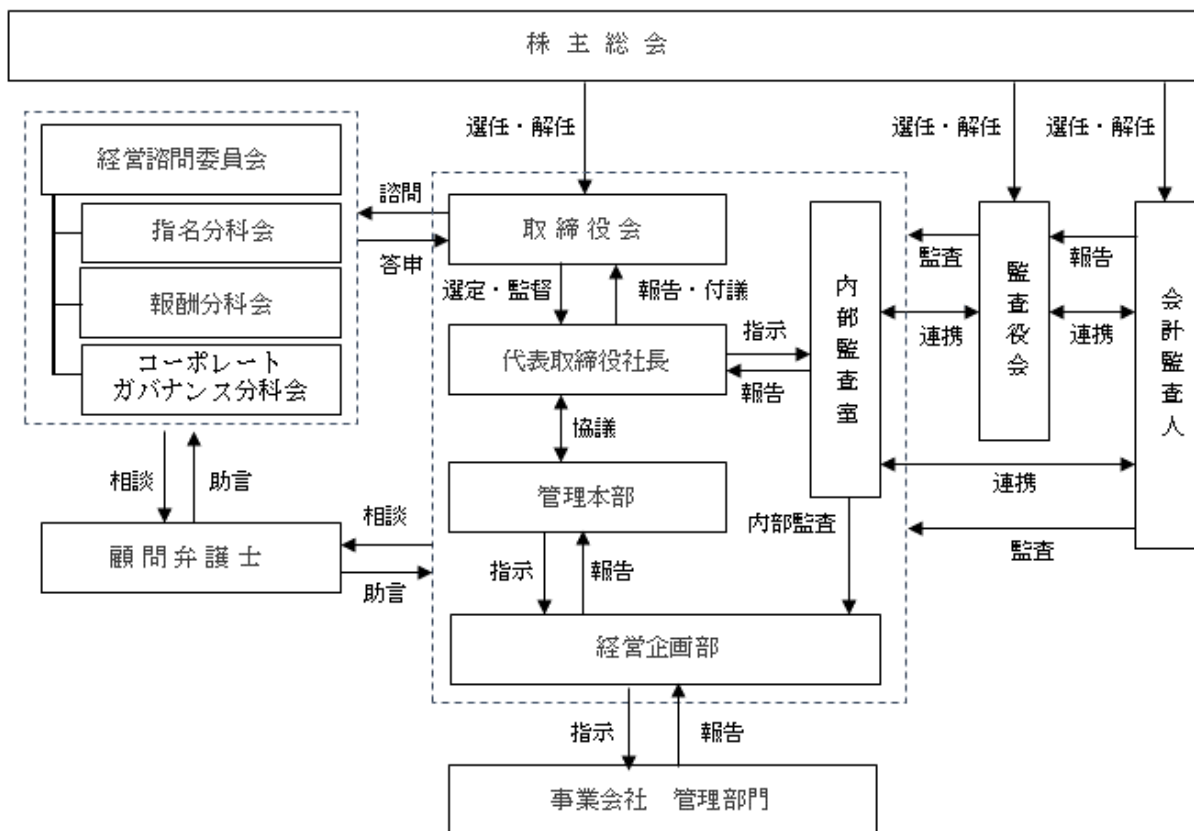 株主総会
選任・解任
選任・解任
選任・解任
経営諮問委員会
指名分科会
報酬分科会
コーポレート
ガバナンス分科会
諮問
答申
取締役会
選定・監督
報告・付議
代表取締役社長
指示
報告
協議
管理本部
内部監査室
監査
連携
監査役会
報告
連携
会計監査人
連携
監査
内部監査
相談
助言
顧問弁護士
相談
助言
指示
報告
経営企画部
指示
報告
事業会社　管理部門